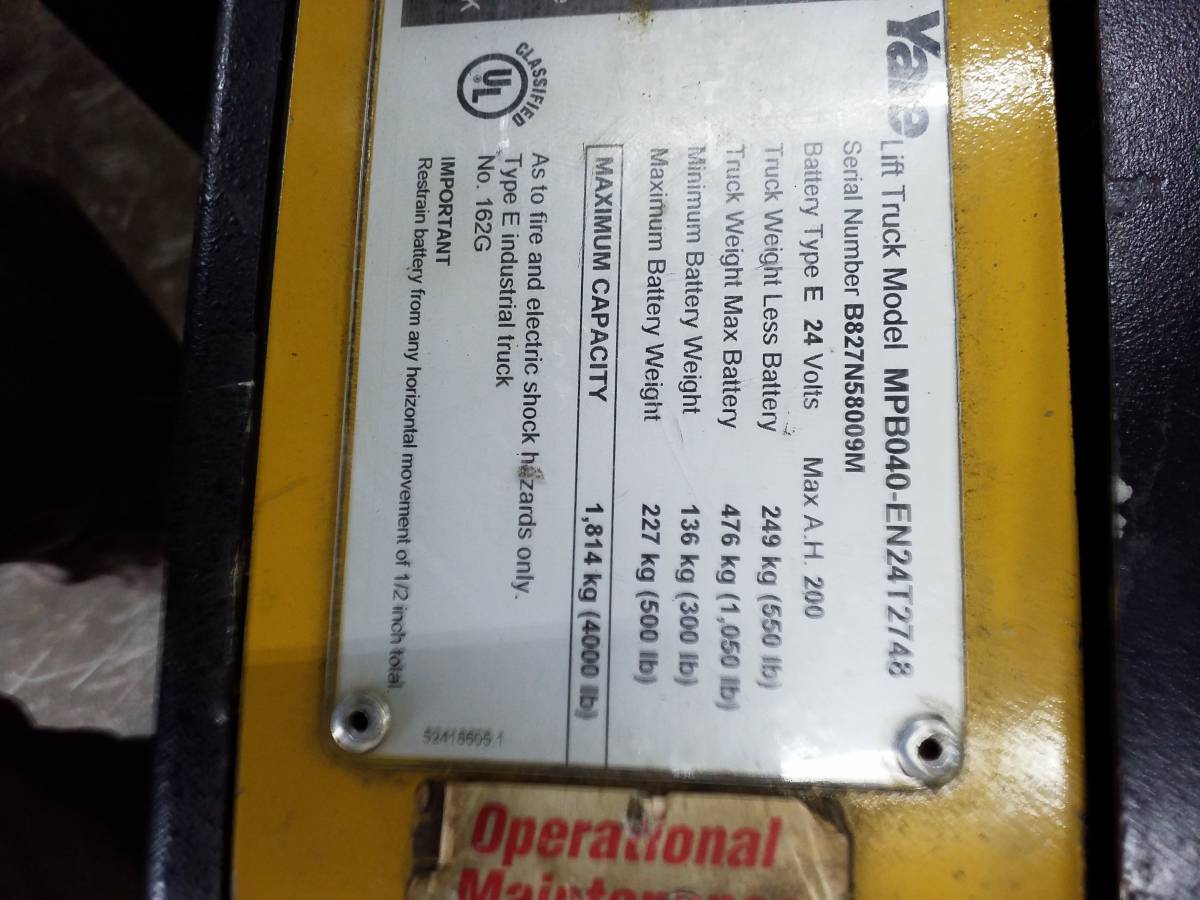 Yale
Lift Truck Model MPB040-EN24T2748
Serial Number B827N58009M
Battery Type E 24 Volts Max A.H. 200
Truck Weight Less Battery 249 kg (550 lb)
Truck Weight Max Battery 476 kg (1,050 lb)
Minimum Battery Weight 136 kg (300 lb)
Maximum Battery Weight 227 kg (500 lb)
MAXIMUM CAPACITY 1,814 kg (4000 lb)
CLASSIFIED
UL
As to fire and electric shock hazards only.
Type E industrial truck
No. 162G
IMPORTANT
Restrain battery from any horizontal movement of 1/2 inch total.
Operational
Maintenance